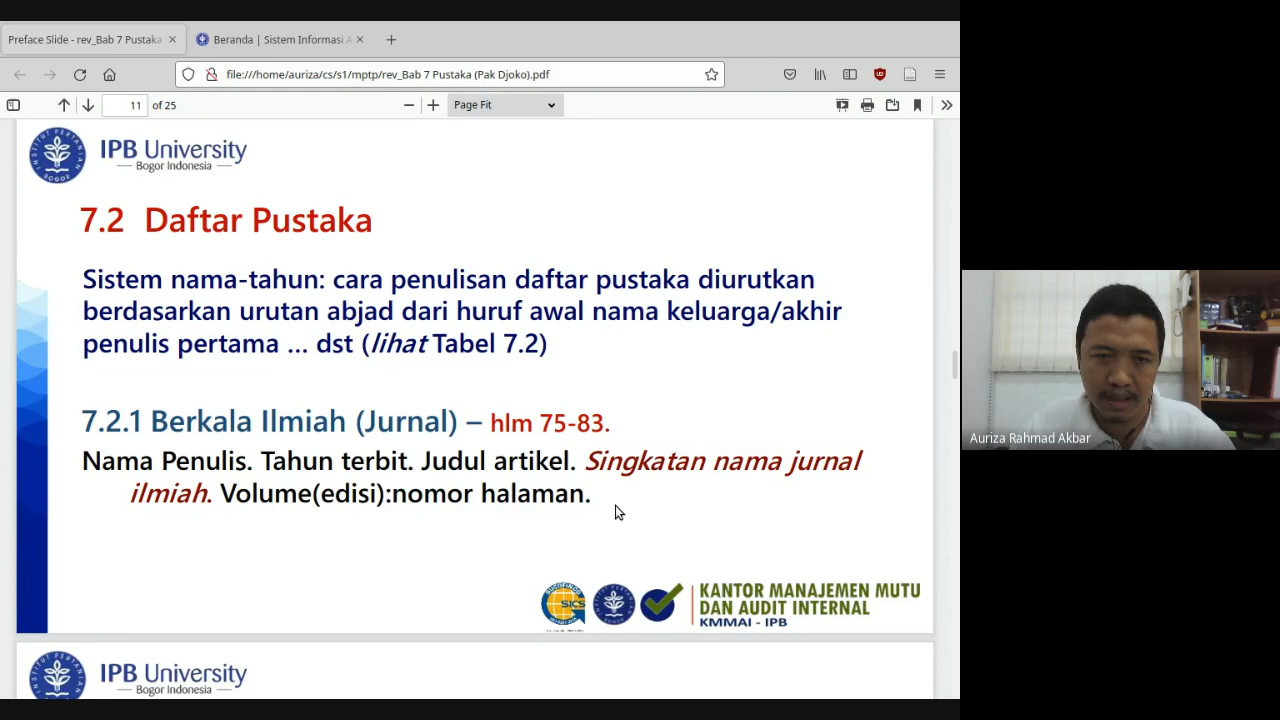 Preface Slide - rev_Bab 7 Pustaka
Beranda | Sistem Informasi A
file:///home/auriza/cs/s1/mptp/rev_Bab 7 Pustaka (Pak Djoko).pdf
11 of 25
Page Fit
INSTITUT PERTANIAN BOGOR
IPB University
Bogor Indonesia
7.2 Daftar Pustaka
Sistem nama-tahun: cara penulisan daftar pustaka diurutkan
berdasarkan urutan abjad dari huruf awal nama keluarga/akhir
penulis pertama ... dst (lihat Tabel 7.2)
7.2.1 Berkala Ilmiah (Jurnal) – hlm 75-83.
Nama Penulis. Tahun terbit. Judul artikel. Singkatan nama jurnal
ilmiah. Volume(edisi):nomor halaman.
SICS
KANTOR MANAJEMEN MUTU
DAN AUDIT INTERNAL
KMMAI - IPB
IPB University
Bogor Indonesia
Auriza Rahmad Akbar